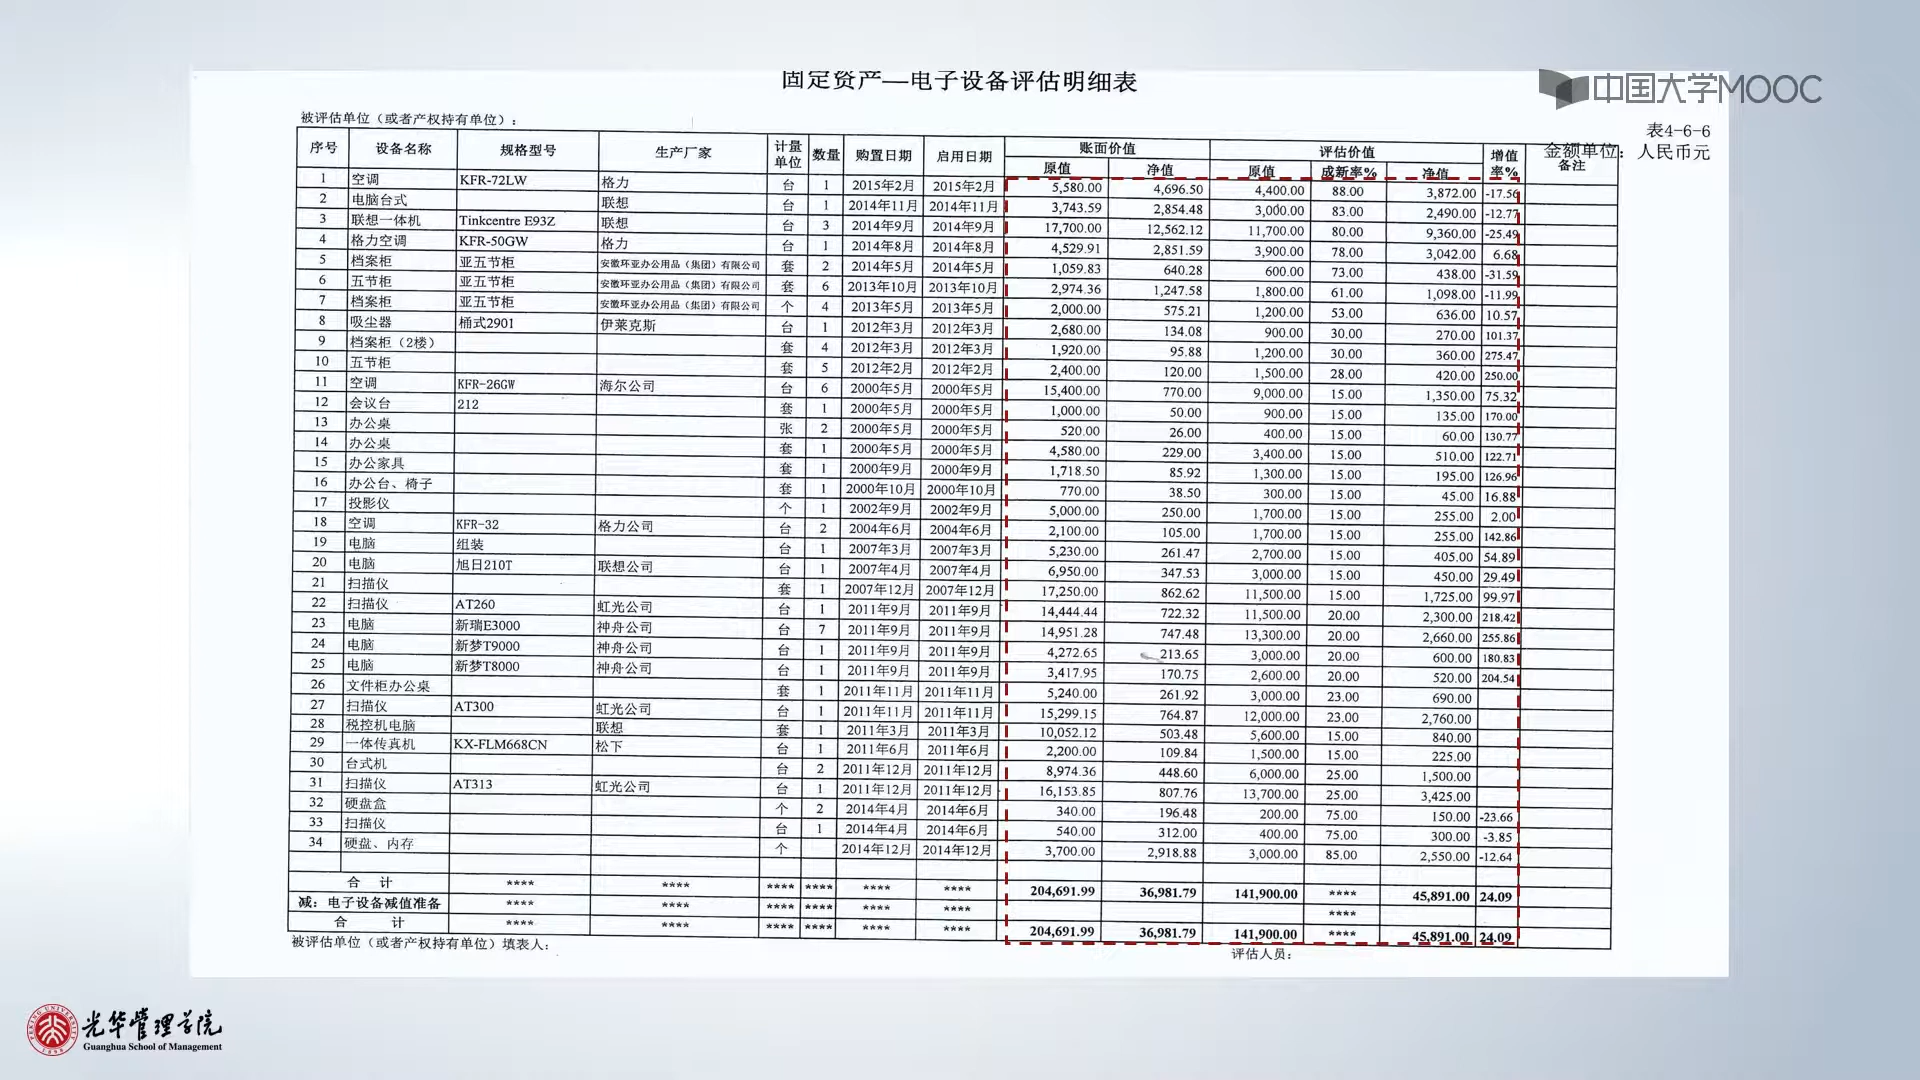 固定资产—电子设备评估明细表
中国大学MOOC
表4-6-6
被评估单位（或者产权持有单位）：
金额单位：人民币元
序号 设备名称 规格型号 生产厂家 计量单位 数量 购置日期 启用日期 账面价值 评估价值 增值率% 备注
原值 净值 原值 成新率% 净值
1 空调 KFR-72LW 格力 台 1 2015年2月 2015年2月 5,580.00 4,696.50 4,400.00 88.00 3,872.00 -17.56
2 电脑台式 联想 台 1 2014年11月 2014年11月 3,743.59 2,854.48 3,000.00 83.00 2,490.00 -12.77
3 联想一体机 Tinkcentre E93Z 联想 台 3 2014年9月 2014年9月 17,700.00 12,562.12 11,700.00 80.00 9,360.00 -25.49
4 格力空调 KFR-50GW 格力 台 1 2014年8月 2014年8月 4,529.91 2,851.59 3,900.00 78.00 3,042.00 6.68
5 档案柜 亚五节柜 安徽环亚办公用品（集团）有限公司 套 2 2014年5月 2014年5月 1,059.83 640.28 600.00 73.00 438.00 -31.59
6 五节柜 亚五节柜 安徽环亚办公用品（集团）有限公司 套 6 2013年10月 2013年10月 2,974.36 1,247.58 1,800.00 61.00 1,098.00 -11.99
7 档案柜 亚五节柜 安徽环亚办公用品（集团）有限公司 个 4 2013年5月 2013年5月 2,000.00 575.21 1,200.00 53.00 636.00 10.57
8 吸尘器 桶式2901 伊莱克斯 台 1 2012年3月 2012年3月 2,680.00 134.08 900.00 30.00 270.00 101.37
9 档案柜（2楼） 套 4 2012年3月 2012年3月 1,920.00 95.88 1,200.00 30.00 360.00 275.47
10 五节柜 套 5 2012年2月 2012年2月 2,400.00 120.00 1,500.00 28.00 420.00 250.00
11 空调 KFR-26GW 海尔公司 台 6 2000年5月 2000年5月 15,400.00 770.00 9,000.00 15.00 1,350.00 75.32
12 会议台 212 套 1 2000年5月 2000年5月 1,000.00 50.00 900.00 15.00 135.00 170.00
13 办公桌 张 2 2000年5月 2000年5月 520.00 26.00 400.00 15.00 60.00 130.77
14 办公桌 套 1 2000年5月 2000年5月 4,580.00 229.00 3,400.00 15.00 510.00 122.71
15 办公家具 套 1 2000年9月 2000年9月 1,718.50 85.92 1,300.00 15.00 195.00 126.96
16 办公台、椅子 套 1 2000年10月 2000年10月 770.00 38.50 300.00 15.00 45.00 16.88
17 投影仪 个 1 2002年9月 2002年9月 5,000.00 250.00 1,700.00 15.00 255.00 2.00
18 空调 KFR-32 格力公司 台 2 2004年6月 2004年6月 2,100.00 105.00 1,700.00 15.00 255.00 142.86
19 电脑 组装 台 1 2007年3月 2007年3月 5,230.00 261.47 2,700.00 15.00 405.00 54.89
20 电脑 旭日210T 联想公司 台 1 2007年4月 2007年4月 6,950.00 347.53 3,000.00 15.00 450.00 29.49
21 扫描仪 套 1 2007年12月 2007年12月 17,250.00 862.62 11,500.00 15.00 1,725.00 99.97
22 扫描仪 AT260 虹光公司 台 1 2011年9月 2011年9月 14,444.44 722.32 11,500.00 20.00 2,300.00 218.42
23 电脑 新瑞E3000 神舟公司 台 7 2011年9月 2011年9月 14,951.28 747.48 13,300.00 20.00 2,660.00 255.86
24 电脑 新梦T9000 神舟公司 台 1 2011年9月 2011年9月 4,272.65 213.65 3,000.00 20.00 600.00 180.83
25 电脑 新梦T8000 神舟公司 台 1 2011年9月 2011年9月 3,417.95 170.75 2,600.00 20.00 520.00 204.54
26 文件柜办公桌 套 1 2011年11月 2011年11月 5,240.00 261.92 3,000.00 23.00 690.00
27 扫描仪 AT300 虹光公司 台 1 2011年11月 2011年11月 15,299.15 764.87 12,000.00 23.00 2,760.00
28 税控机电脑 联想 套 1 2011年3月 2011年3月 10,052.12 503.48 5,600.00 15.00 840.00
29 一体传真机 KX-FLM668CN 松下 台 1 2011年6月 2011年6月 2,200.00 109.84 1,500.00 15.00 225.00
30 台式机 台 2 2011年12月 2011年12月 8,974.36 448.60 6,000.00 25.00 1,500.00
31 扫描仪 AT313 虹光公司 台 1 2011年12月 2011年12月 16,153.85 807.76 13,700.00 25.00 3,425.00
32 硬盘盒 个 2 2014年4月 2014年6月 340.00 196.48 200.00 75.00 150.00 -23.66
33 扫描仪 台 1 2014年4月 2014年6月 540.00 312.00 400.00 75.00 300.00 -3.85
34 硬盘、内存 个 2014年12月 2014年12月 3,700.00 2,918.88 3,000.00 85.00 2,550.00 -12.64
合 计 **** **** **** **** **** **** 204,691.99 36,981.79 141,900.00 **** 45,891.00 24.09
减：电子设备减值准备 **** **** **** **** **** **** ****
合 计 **** **** **** **** **** **** 204,691.99 36,981.79 141,900.00 **** 45,891.00 24.09
被评估单位（或者产权持有单位）填表人：
评估人员：
光华管理学院
Guanghua School of Management